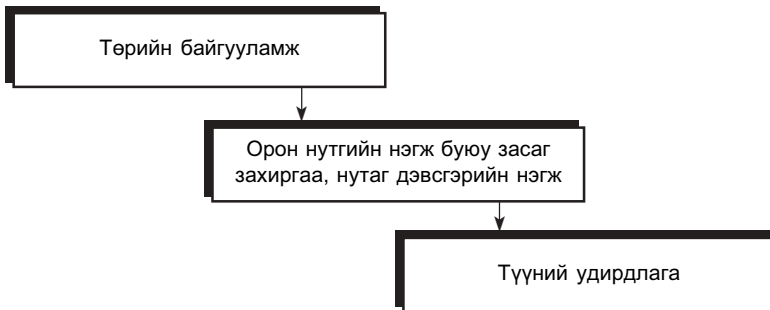 Төрийн байгууламж
Орон нутгийн нэгж буюу засаг
захиргаа, нутаг дэвсгэрийн нэгж
Түүний удирдлага